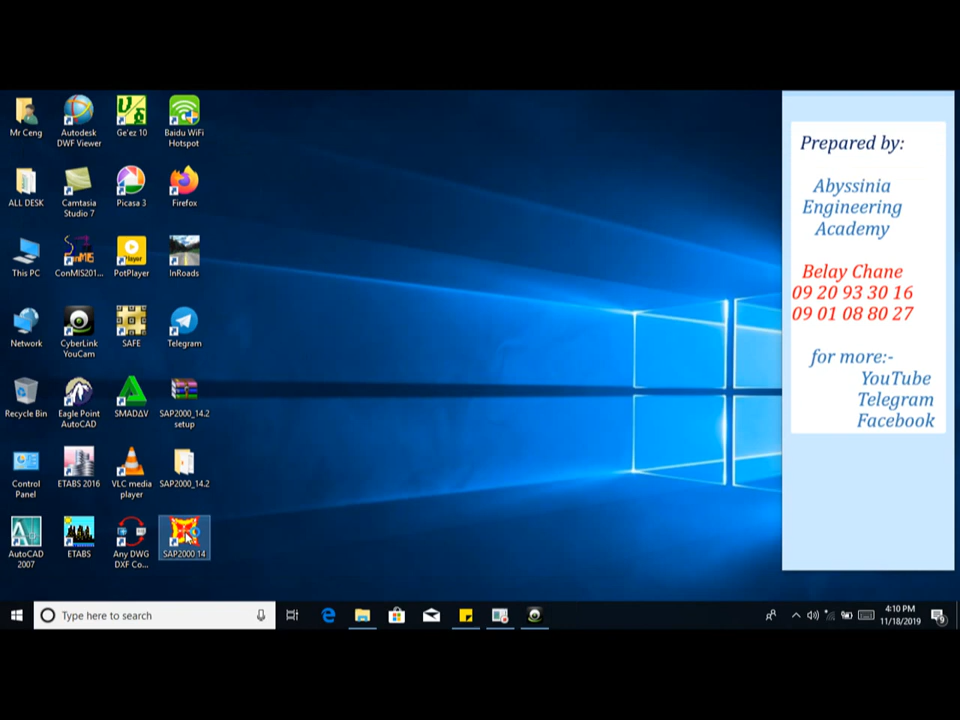 Mr Ceng
Autodesk
DWF Viewer
Ge'ez 10
Baidu WiFi
Hotspot
ALL DESK
Camtasia
Studio 7
Picasa 3
Firefox
This PC
ConMIS201...
PotPlayer
InRoads
Network
CyberLink
YouCam
SAFE
Telegram
Recycle Bin
Eagle Point
AutoCAD
SMADΔV
SAP2000_14.2
setup
Control
Panel
ETABS 2016
VLC media
player
SAP2000_14.2
AutoCAD
2007
ETABS
Any DWG
DXF Co...
SAP2000 14
Prepared by:
Abyssinia
Engineering
Academy
Belay Chane
09 20 93 30 16
09 01 08 80 27
for more:-
YouTube
Telegram
Facebook
Type here to search
4:10 PM
11/18/2019